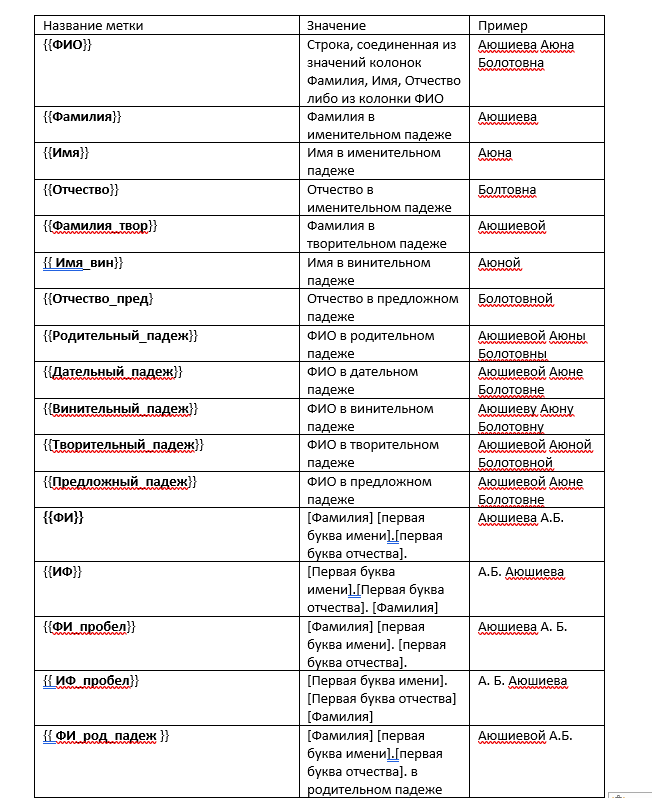 Название метки Значение Пример
{{ФИО}} Строка, соединенная из Аюшиева Аюна
значений колонок Болотовна
Фамилия, Имя, Отчество
либо из колонки ФИО
{{Фамилия}} Фамилия в Аюшиева
именительном падеже
{{Имя}} Имя в именительном Аюна
падеже
{{Отчество}} Отчество в Болтовна
именительном падеже
{{Фамилия_твор}} Фамилия в Аюшиевой
творительном падеже
{{ Имя_вин}} Имя в винительном Аюной
падеже
{{Отчество_пред} Отчество в предложном Болотовной
падеже
{{Родительный_падеж}} ФИО в родительном Аюшиевой Аюны
падеже Болотовны
{{Дательный_падеж}} ФИО в дательном Аюшиевой Аюне
падеже Болотовне
{{Винительный_падеж}} ФИО в винительном Аюшиеву Аюну
падеже Болотовну
{{Творительный_падеж}} ФИО в творительном Аюшиевой Аюной
падеже Болотовной
{{Предложный_падеж}} ФИО в предложном Аюшиевой Аюне
падеже Болотовне
{{ФИ}} [Фамилия] [первая Аюшиева А.Б.
буква имени].[первая
буква отчества].
{{ИФ}} [Первая буква А.Б. Аюшиева
имени].[Первая буква
отчества]. [Фамилия]
{{ФИ_пробел}} [Фамилия] [первая Аюшиева А. Б.
буква имени]. [первая
буква отчества].
{{ ИФ_пробел}} [Первая буква имени]. А. Б. Аюшиева
[Первая буква отчества]
[Фамилия]
{{ ФИ_род_падеж }} [Фамилия] [первая Аюшиевой А.Б.
буква имени].[первая
буква отчества]. в
родительном падеже